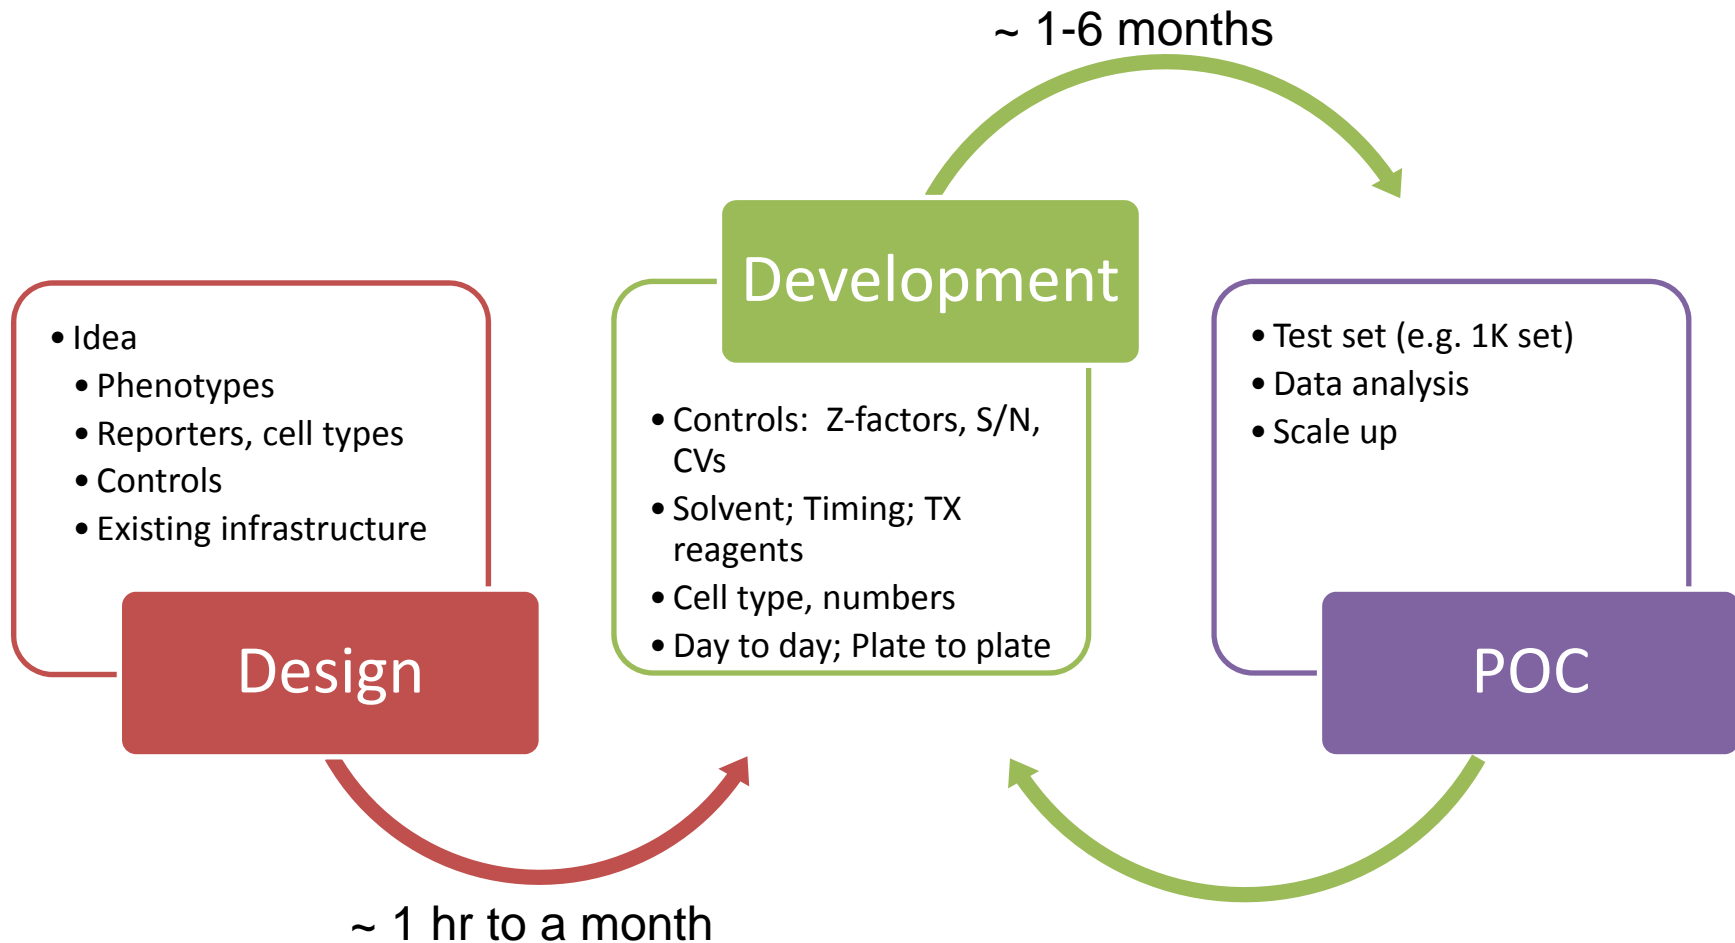 ~ 1-6 months
Development
• Idea
• Phenotypes
• Reporters, cell types
• Controls
• Existing infrastructure
Design
• Controls:  Z-factors, S/N,
CVs
• Solvent; Timing; TX
reagents
• Cell type, numbers
• Day to day; Plate to plate
• Test set (e.g. 1K set)
• Data analysis
• Scale up
POC
~ 1 hr to a month